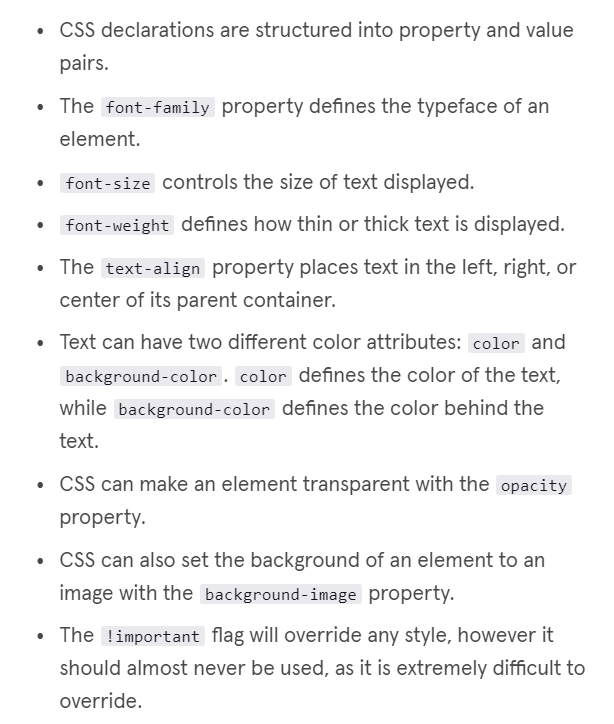 • CSS declarations are structured into property and value
pairs.
• The font-family property defines the typeface of an
element.
• font-size controls the size of text displayed.
• font-weight defines how thin or thick text is displayed.
• The text-align property places text in the left, right, or
center of its parent container.
• Text can have two different color attributes: color and
background-color. color defines the color of the text,
while background-color defines the color behind the
text.
• CSS can make an element transparent with the opacity
property.
• CSS can also set the background of an element to an
image with the background-image property.
• The !important flag will override any style, however it
should almost never be used, as it is extremely difficult to
override.